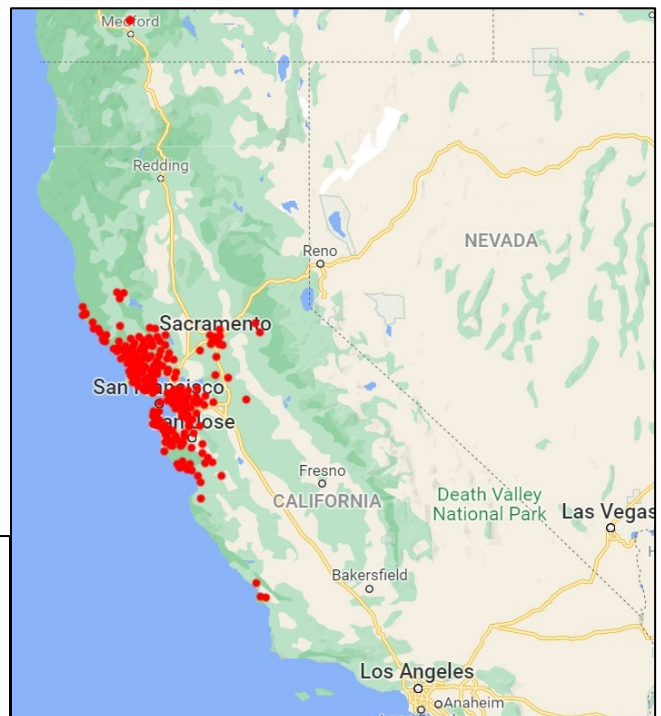 Medford
Redding
Reno
NEVADA
Sacramento
San Francisco
San Jose
Fresno
CALIFORNIA
Death Valley
National Park
Las Vegas
Bakersfield
Los Angeles
Anaheim